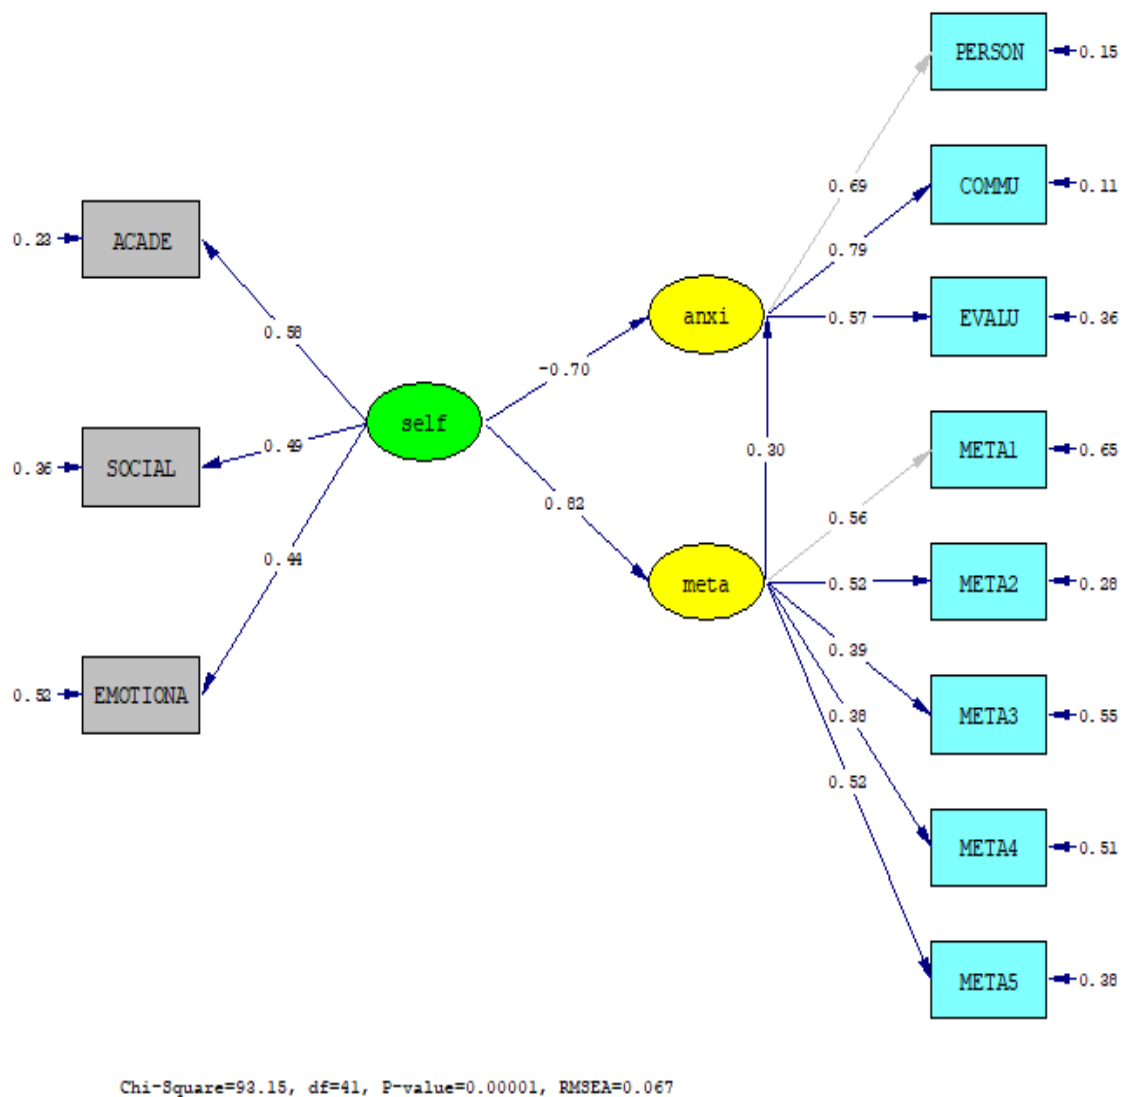 PERSON
0.15
0.69
COMMU
0.11
ACADE
0.23
0.79
anxi
EVALU
0.36
0.57
0.58
-0.70
self
0.49
SOCIAL
0.36
0.30
META1
0.65
0.82
0.56
0.44
meta
0.52
META2
0.28
0.39
EMOTIONA
0.52
META3
0.55
0.38
0.52
META4
0.51
META5
0.38
Chi-Square=93.15, df=41, P-value=0.00001, RMSEA=0.067